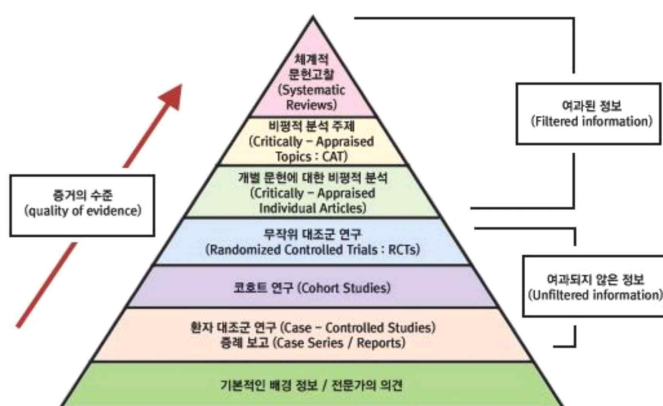 체계적
문헌고찰
(Systematic
Reviews)
비평적 분석 주제
(Critically – Appraised
Topics : CAT)
개별 문헌에 대한 비평적 분석
(Critically – Appraised
Individual Articles)
무작위 대조군 연구
(Randomized Controlled Trials : RCTs)
코호트 연구 (Cohort Studies)
환자 대조군 연구 (Case – Controlled Studies)
증례 보고 (Case Series / Reports)
기본적인 배경 정보 / 전문가의 의견
증거의 수준
(quality of evidence)
여과된 정보
(Filtered information)
여과되지 않은 정보
(Unfiltered information)